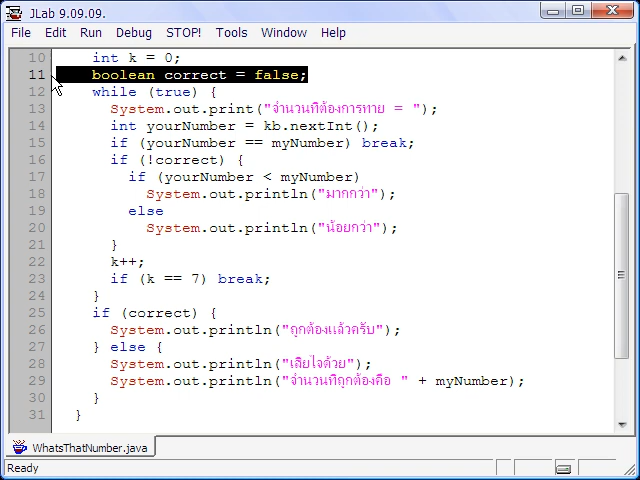 JLab 9.09.09.
File Edit Run Debug STOP! Tools Window Help
10 int k = 0;
11 boolean correct = false;
12 while (true) {
13 System.out.print("จำนวนที่ต้องการทาย = ");
14 int yourNumber = kb.nextInt();
15 if (yourNumber == myNumber) break;
16 if (!correct) {
17 if (yourNumber < myNumber)
18 System.out.println("มากกว่า");
19 else
20 System.out.println("น้อยกว่า");
21 }
22 k++;
23 if (k == 7) break;
24 }
25 if (correct) {
26 System.out.println("ถูกต้องแล้วครับ");
27 } else {
28 System.out.println("เสียใจด้วย");
29 System.out.println("จำนวนที่ถูกต้องคือ " + myNumber);
30 }
31 }
WhatsThatNumber.java
Ready